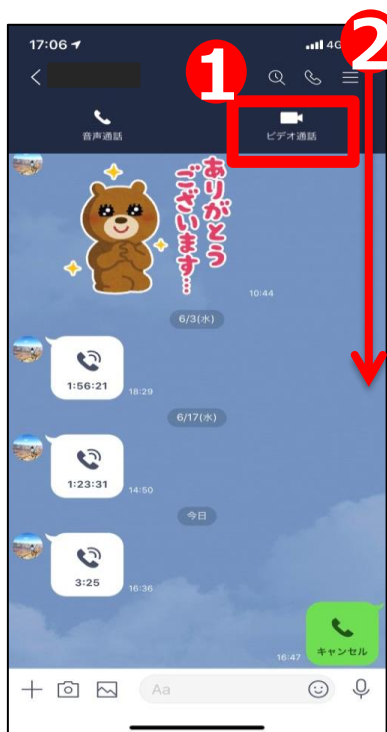 17:06
4G
1
2
音声通話
ビデオ通話
ありがとう
ございます…
10:44
6/3(水)
1:56:21
18:29
6/17(水)
1:23:31
14:50
今日
3:25
16:36
キャンセル
16:47
Aa